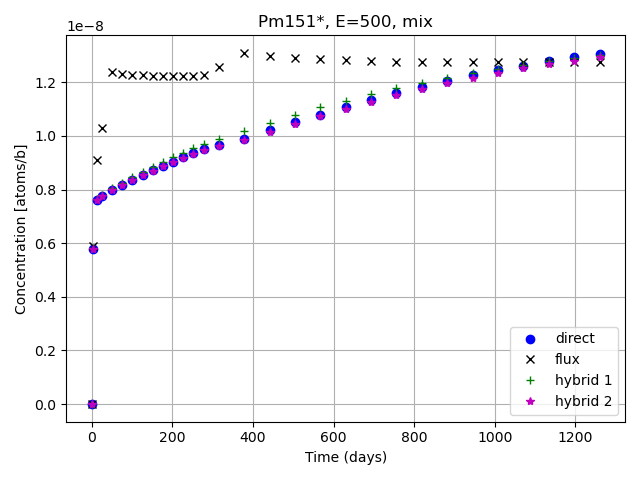 Pm151*, E=500, mix
1e−8
Concentration [atoms/b]
1.2
1.0
0.8
0.6
0.4
0.2
0.0
0 200 400 600 800 1000 1200
Time (days)
direct
flux
hybrid 1
hybrid 2